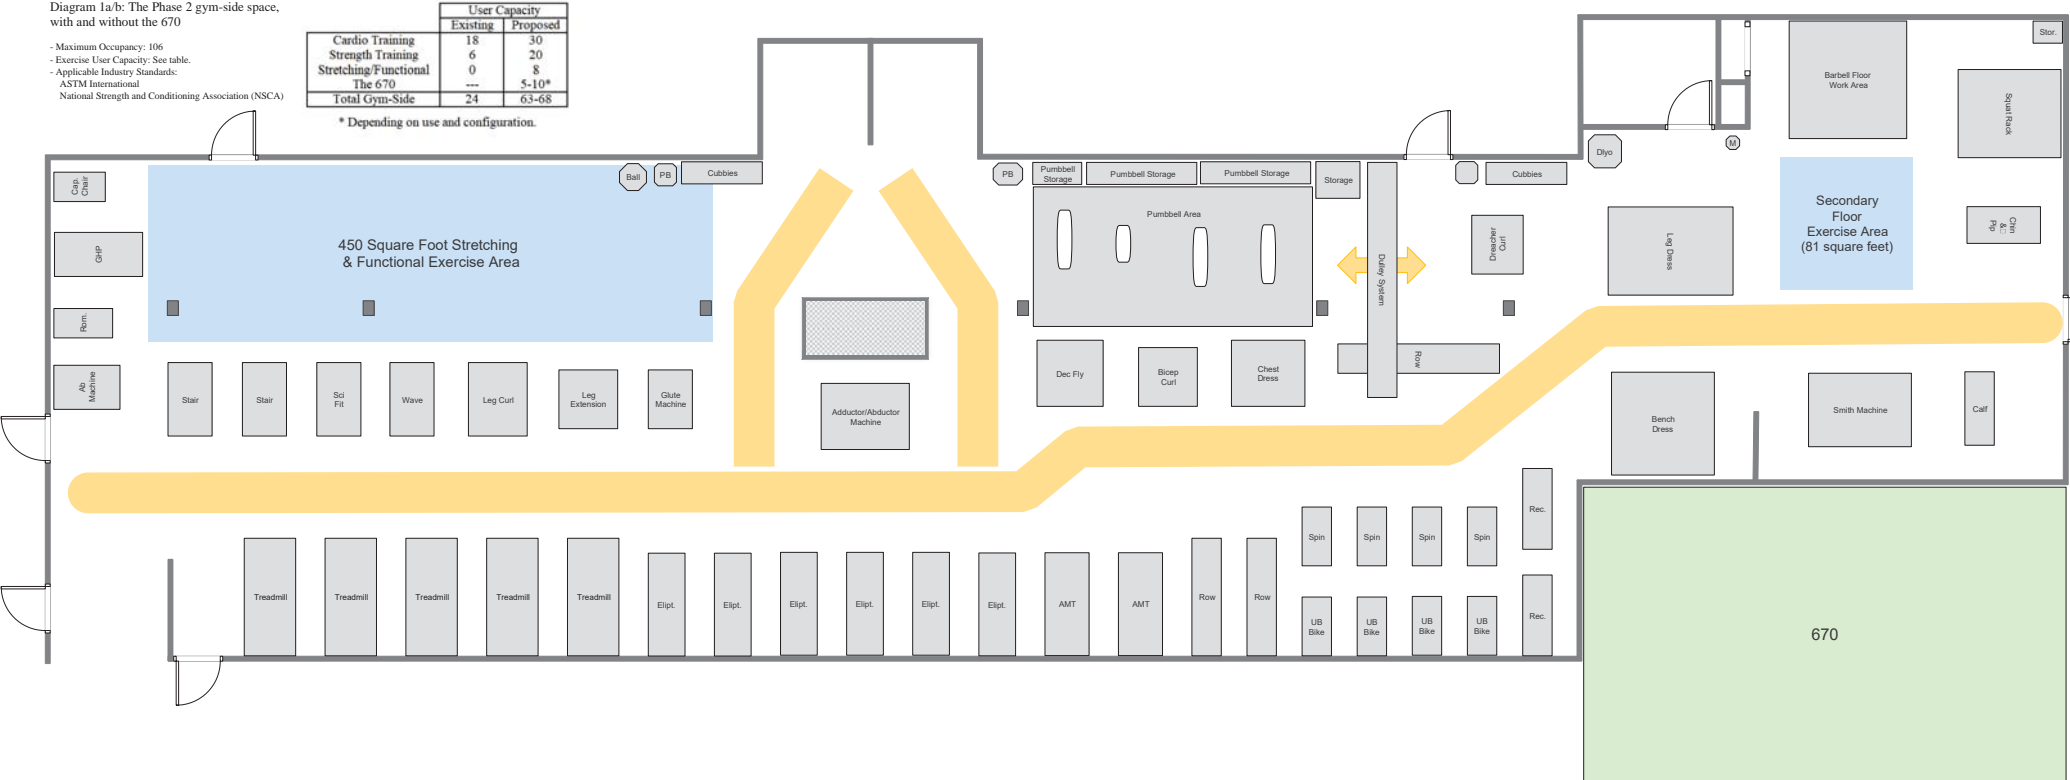 Diagram 1a/b: The Phase 2 gym-side space,
with and without the 670
- Maximum Occupancy: 106
- Exercise User Capacity: See table.
- Applicable Industry Standards:
ASTM International
National Strength and Conditioning Association (NSCA)
User Capacity
Existing Proposed
Cardio Training 18 30
Strength Training 6 20
Stretching/Functional 0 8
The 670 --- 5-10*
Total Gym-Side 24 63-68
* Depending on use and configuration.
Stor.
Barbell Floor
Work Area
Squat Rack
M
Dlyo
Cap.
Chair
Ball
PB
Cubbies
PB
Pumbbell
Storage
Pumbbell Storage
Pumbbell Storage
Storage
Cubbies
GHP
450 Square Foot Stretching
& Functional Exercise Area
Pumbbell Area
Dulley System
Dreacher
Curl
Leg Dress
Secondary
Floor
Exercise Area
(81 square feet)
Chin
&
Pip
Rom.
Ab
Machine
Stair
Stair
Sci
Fit
Wave
Leg Curl
Leg
Extension
Glute
Machine
Adductor/Abductor
Machine
Dec Fly
Bicep
Curl
Chest
Dress
Row
Bench
Dress
Smith Machine
Calf
Rec.
Spin
Spin
Spin
Spin
Treadmill
Treadmill
Treadmill
Treadmill
Treadmill
Elipt.
Elipt.
Elipt.
Elipt.
Elipt.
Elipt.
AMT
AMT
Row
Row
UB
Bike
UB
Bike
UB
Bike
UB
Bike
Rec.
670